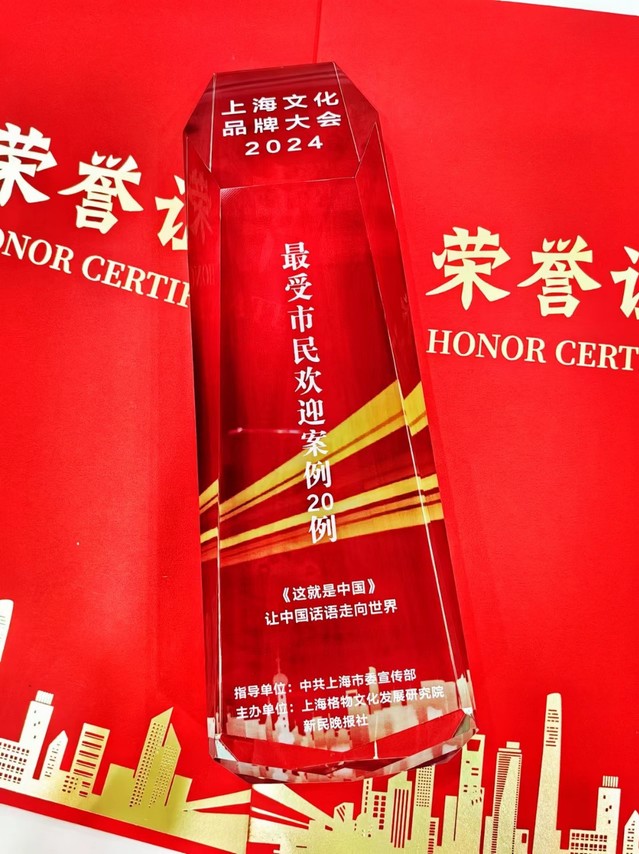 上海文化
品牌大会
2024
最受市民欢迎案例20例
《这就是中国》
让中国话语走向世界
指导单位：中共上海市委宣传部
主办单位：上海格物文化发展研究院
新民晚报社
荣誉证
HONOR CERTIF
荣誉证
HONOR CERT